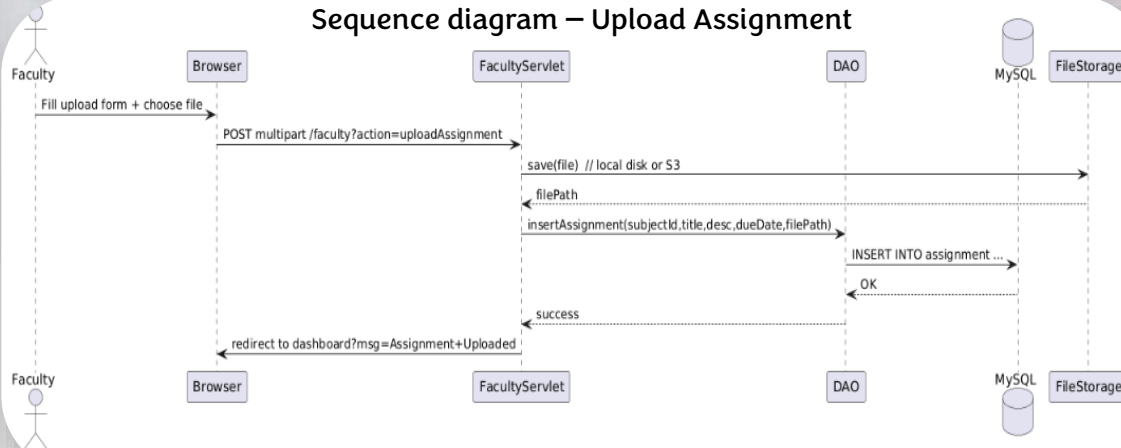 Sequence diagram – Upload Assignment
Faculty
Browser
FacultyServlet
DAO
MySQL
FileStorage
Fill upload form + choose file
POST multipart /faculty?action=uploadAssignment
save(file) // local disk or S3
filePath
insertAssignment(subjectId,title,desc,dueDate,filePath)
INSERT INTO assignment ...
OK
success
redirect to dashboard?msg=Assignment+Uploaded
Faculty
Browser
FacultyServlet
DAO
MySQL
FileStorage